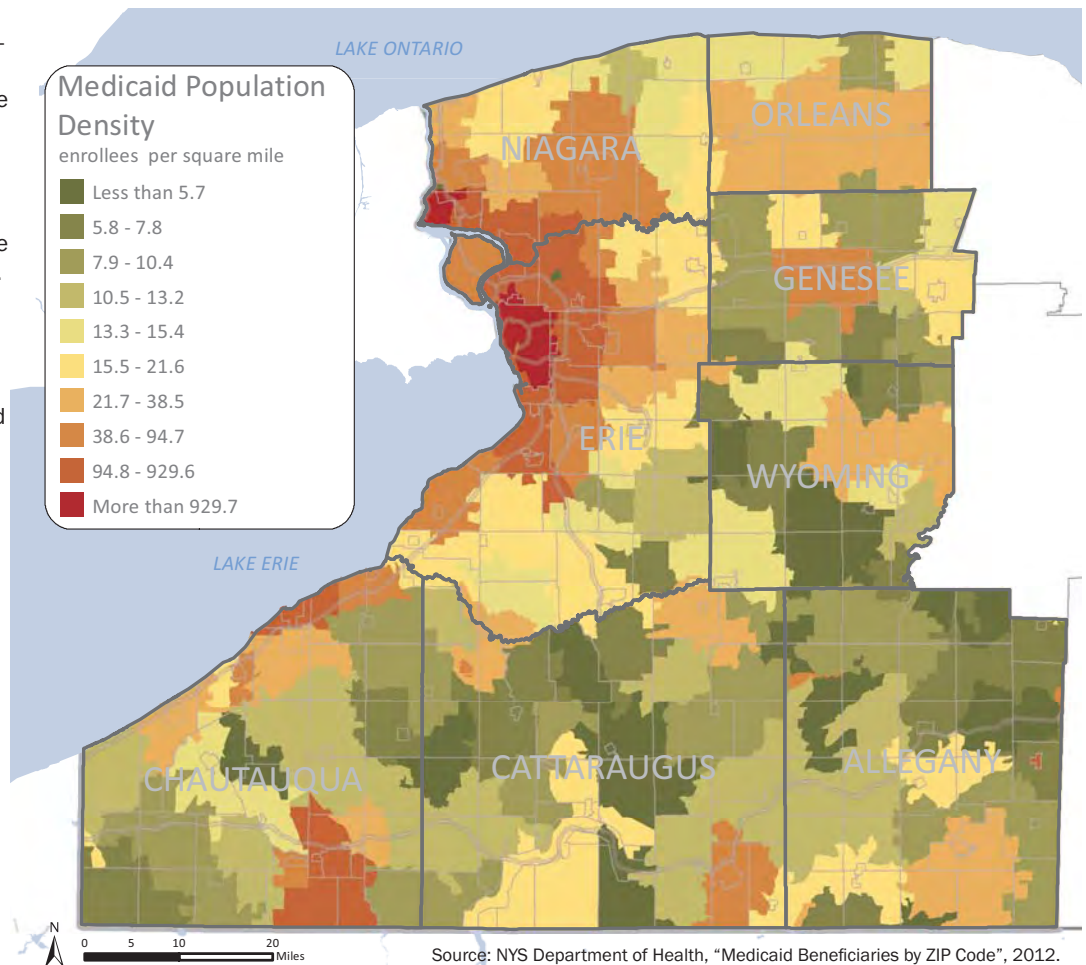 LAKE ONTARIO
Medicaid Population
Density
enrollees per square mile
Less than 5.7
5.8 - 7.8
7.9 - 10.4
10.5 - 13.2
13.3 - 15.4
15.5 - 21.6
21.7 - 38.5
38.6 - 94.7
94.8 - 929.6
More than 929.7
NIAGARA
ORLEANS
GENESEE
ERIE
WYOMING
LAKE ERIE
CHAUTAUQUA
CATTARAUGUS
ALLEGANY
N
0 5 10 20
Miles
Source: NYS Department of Health, “Medicaid Beneficiaries by ZIP Code”, 2012.